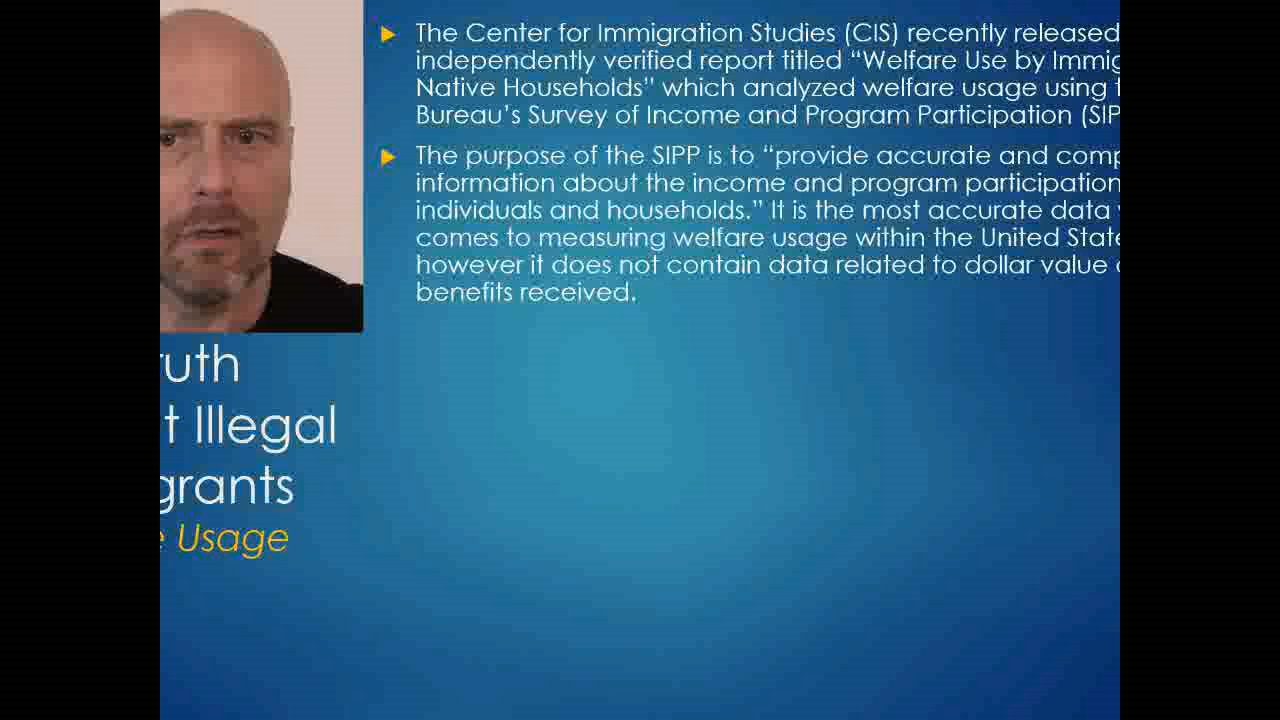 The Center for Immigration Studies (CIS) recently released
independently verified report titled “Welfare Use by Immig
Native Households” which analyzed welfare usage using t
Bureau’s Survey of Income and Program Participation (SIP
The purpose of the SIPP is to “provide accurate and comp
information about the income and program participation
individuals and households.” It is the most accurate data
comes to measuring welfare usage within the United State
however it does not contain data related to dollar value
benefits received.
ruth
t Illegal
grants
e Usage